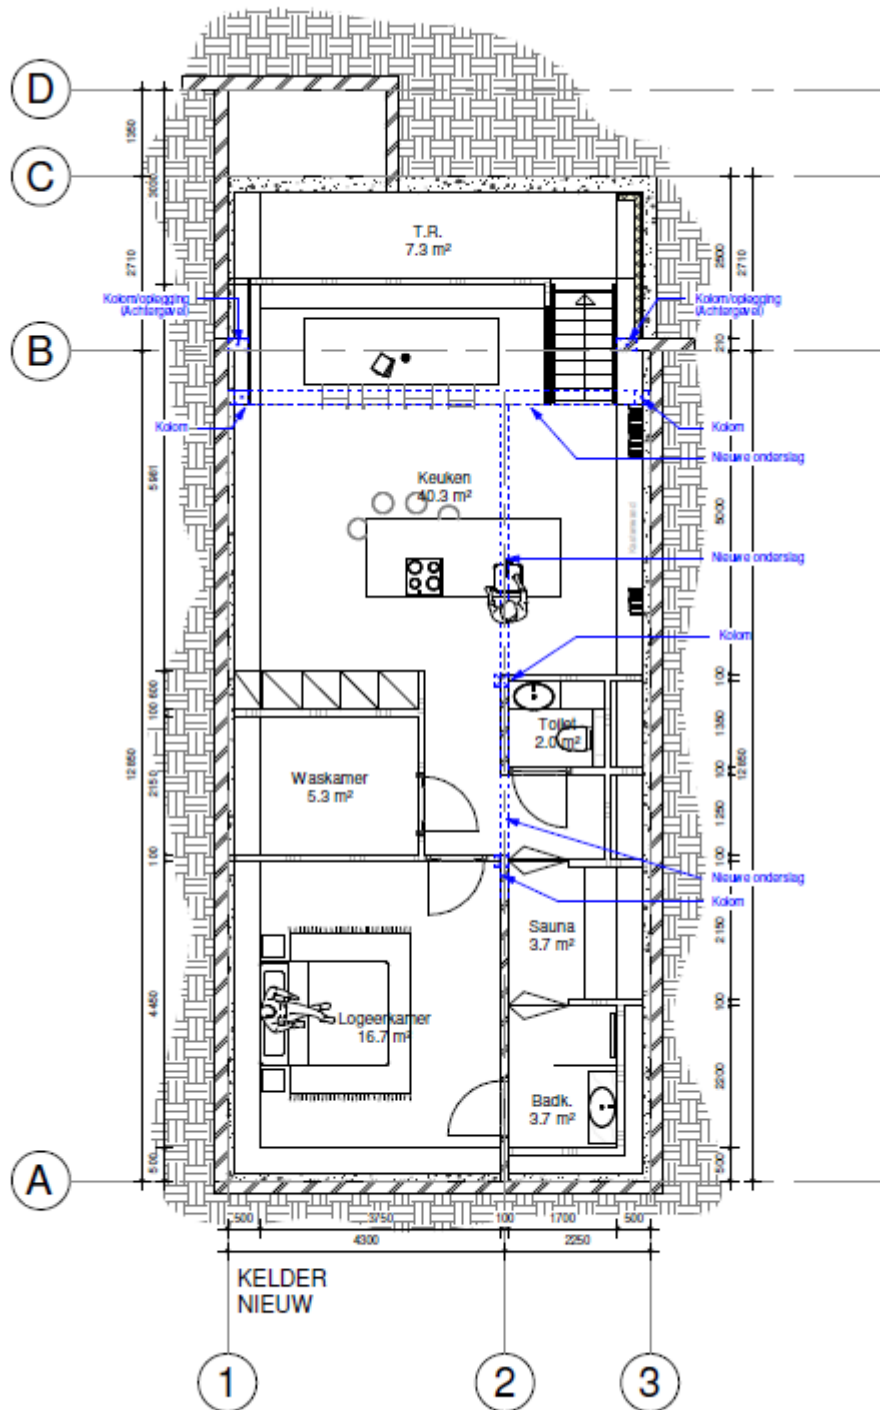 D
1350
C
3000
T.R.
7.3 m²
2710
2500
2710
Kolom/oplegging
(Achtergevel)
Kolom/oplegging
(Achtergevel)
B
210
Kolom
Kolom
Nieuwe onderslag
Keuken
40.3 m²
5981
5000
Kastenwand
Nieuwe onderslag
Kolom
100
600
100
Toilet
2.0 m²
1350
12850
12850
Waskamer
5.3 m²
2150
100
1250
100
100
Nieuwe onderslag
Kolom
Sauna
3.7 m²
2150
4480
Logeerkamer
16.7 m²
100
2200
Badk.
3.7 m²
A
500
500
500
3750
100
1700
500
4300
2250
KELDER
NIEUW
1
2
3